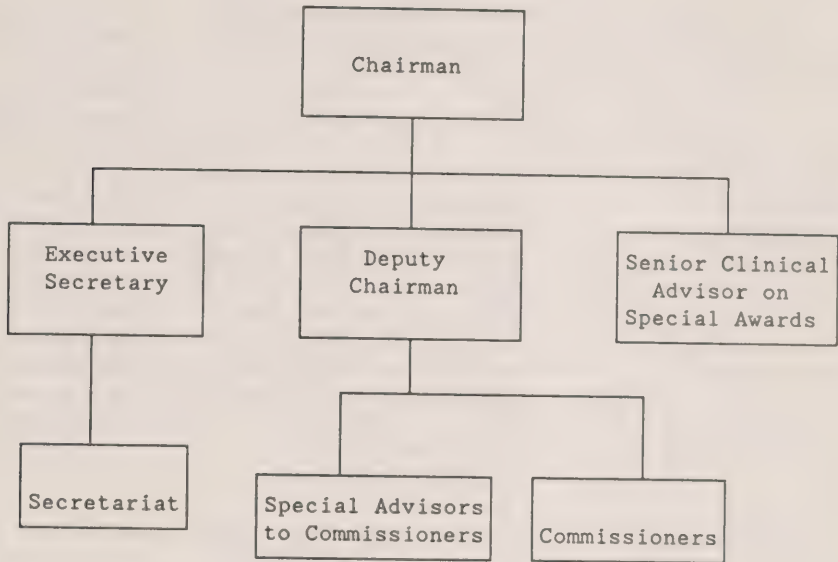 Chairman
Executive
Secretary
Deputy
Chairman
Senior Clinical
Advisor on
Special Awards
Secretariat
Special Advisors
to Commissioners
Commissioners